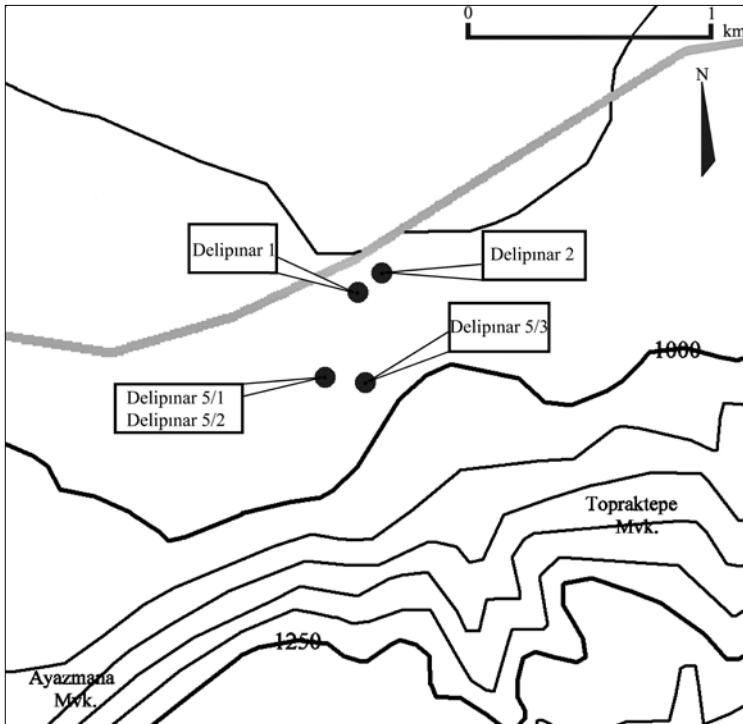 0
1
km
N
Delipınar 1
Delipınar 2
Delipınar 5/3
1000
Delipınar 5/1
Delipınar 5/2
Topraktepe
Mvk.
1250
Ayazmana
Mvk.